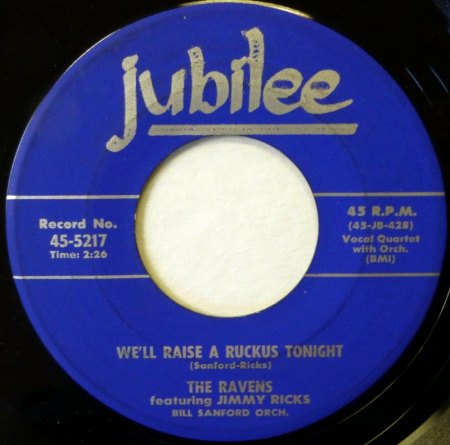 jubilee
Record No.
45-5217
Time: 2:26
45 R.P.M.
(45-JB-428)
Vocal Quartet
with Orch.
(BMI)
WE'LL RAISE A RUCKUS TONIGHT
(Sanford-Ricks)
THE RAVENS
featuring JIMMY RICKS
BILL SANFORD ORCH.